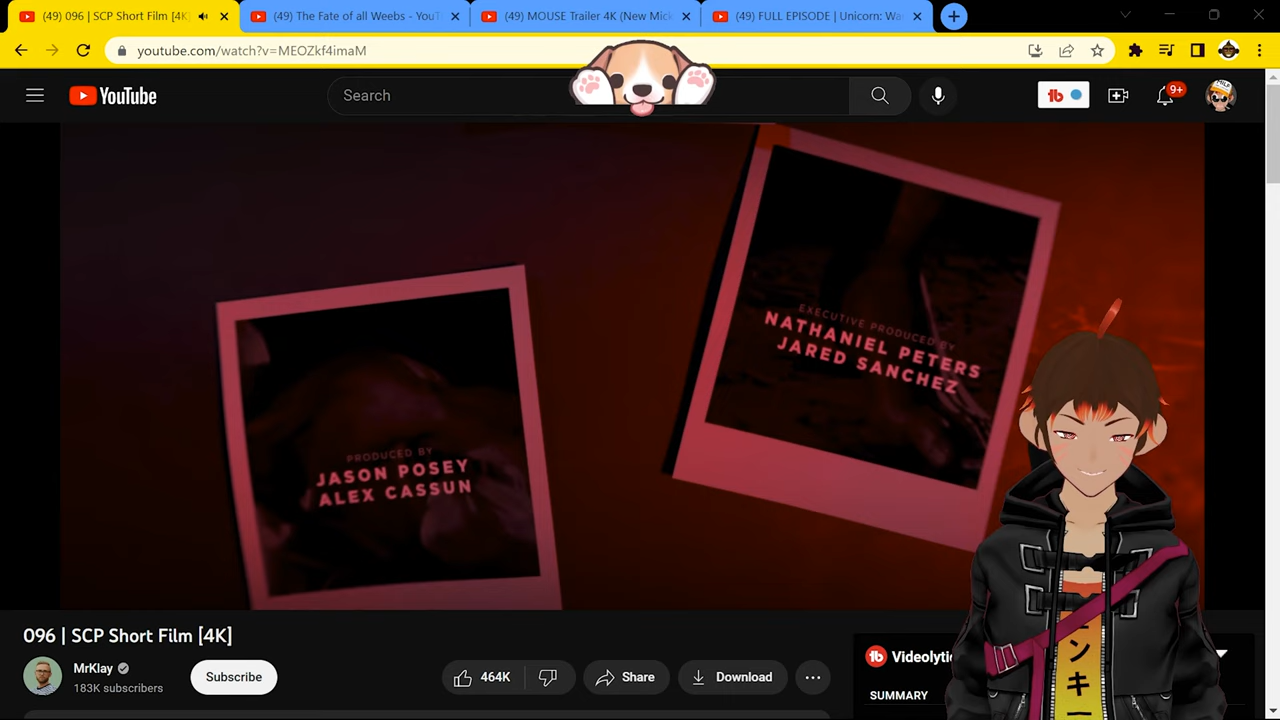 (49) 096 | SCP Short Film [4K]
(49) The Fate of all Weebs - YouT
(49) MOUSE Trailer 4K (New Mick
(49) FULL EPISODE | Unicorn: Wa
youtube.com/watch?v=MEOZkf4imaM
YouTube
Search
9+
EXECUTIVE PRODUCED BY
NATHANIEL PETERS
JARED SANCHEZ
PRODUCED BY
JASON POSEY
ALEX CASSUN
096 | SCP Short Film [4K]
MrKlay
183K subscribers
Subscribe
464K
Share
Download
Videolytic
SUMMARY
ンキー